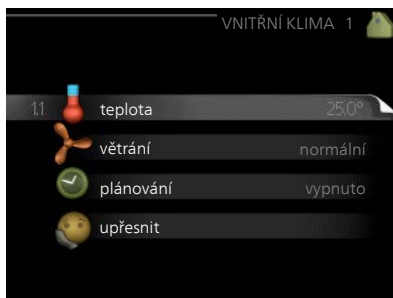 VNITŘNÍ KLIMA 1
1.1 teplota 25.0°
větrání normální
plánování vypnuto
upřesnit